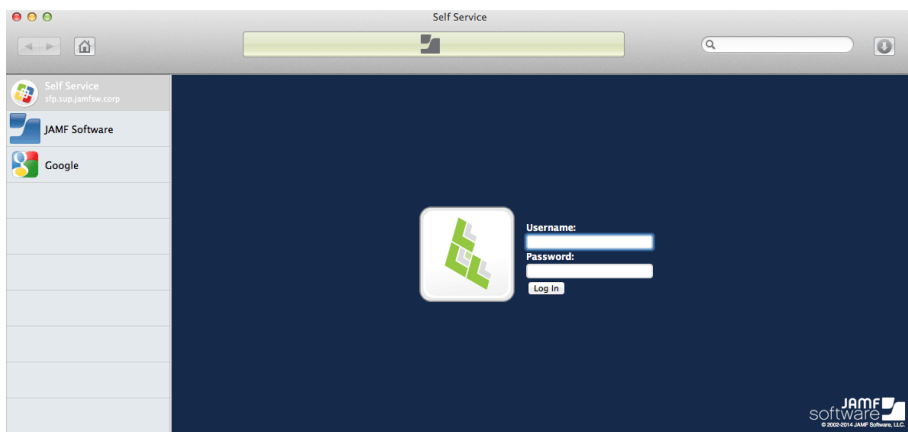 Self Service
Self Service
sfp.sup.jamfsw.corp
JAMF Software
Google
Username:
Password:
Log In
JAMF
software
© 2002-2014 JAMF Software, LLC.